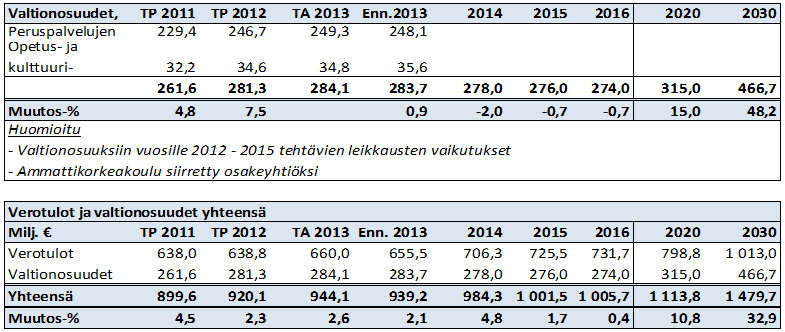 Valtionosuudet, TP 2011 TP 2012 TA 2013 Enn.2013 2014 2015 2016 2020 2030
Peruspalvelujen 229,4 246,7 249,3 248,1
Opetus- ja
kulttuuri- 32,2 34,6 34,8 35,6
261,6 281,3 284,1 283,7 278,0 276,0 274,0 315,0 466,7
Muutos-% 4,8 7,5 0,9 -2,0 -0,7 -0,7 15,0 48,2
Huomioitu
- Valtionosuuksiin vuosille 2012 - 2015 tehtävien leikkausten vaikutukset
- Ammattikorkeakoulu siirretty osakeyhtiöksi
Verotulot ja valtionosuudet yhteensä
Milj. € TP 2011 TP 2012 TA 2013 Enn. 2013 2014 2015 2016 2020 2030
Verotulot 638,0 638,8 660,0 655,5 706,3 725,5 731,7 798,8 1 013,0
Valtionosuudet 261,6 281,3 284,1 283,7 278,0 276,0 274,0 315,0 466,7
Yhteensä 899,6 920,1 944,1 939,2 984,3 1 001,5 1 005,7 1 113,8 1 479,7
Muutos-% 4,5 2,3 2,6 2,1 4,8 1,7 0,4 10,8 32,9